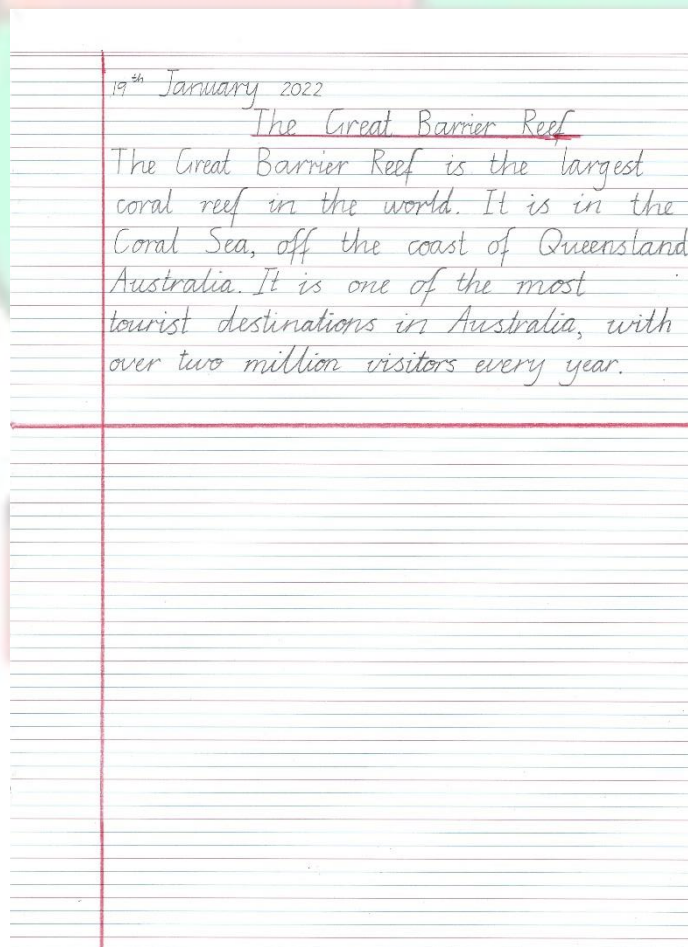 19th January 2022
The Great Barrier Reef
The Great Barrier Reef is the largest
coral reef in the world. It is in the
Coral Sea, off the coast of Queensland
Australia. It is one of the most
tourist destinations in Australia, with
over two million visitors every year.